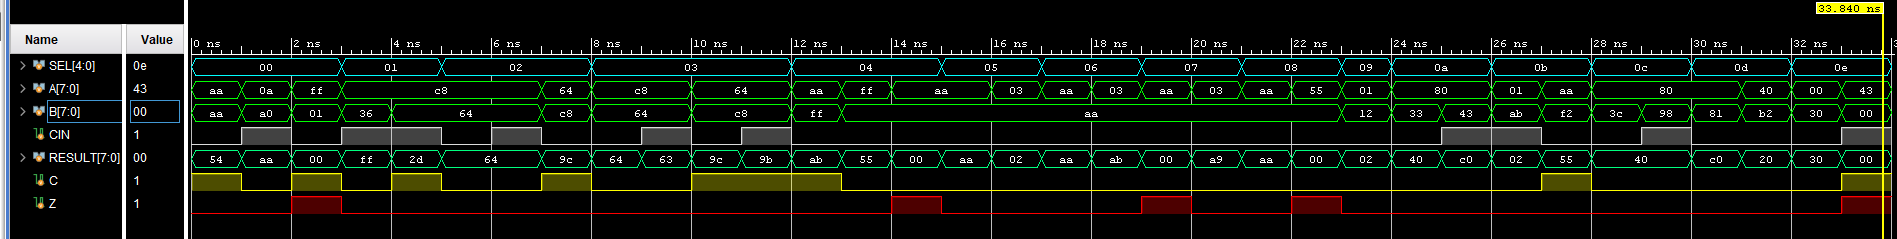 33.840 ns
Name Value 0 ns 2 ns 4 ns 6 ns 8 ns 10 ns 12 ns 14 ns 16 ns 18 ns 20 ns 22 ns 24 ns 26 ns 28 ns 30 ns 32 ns
SEL[4:0] 0e 00 01 02 03 04 05 06 07 08 09 0a 0b 0c 0d 0e
A[7:0] 43 aa 0a ff c8 64 c8 64 aa ff aa 03 aa 03 aa 03 aa 55 01 80 01 aa 80 40 00 43
B[7:0] 00 aa a0 01 36 64 c8 64 c8 ff aa 12 33 43 ab f2 3c 98 81 b2 30 00
CIN 1
RESULT[7:0] 00 54 aa 00 ff 2d 64 9c 64 63 9c 9b ab 55 00 aa 02 aa ab 00 a9 aa 00 02 40 c0 02 55 40 c0 20 30 00
C 1
Z 1